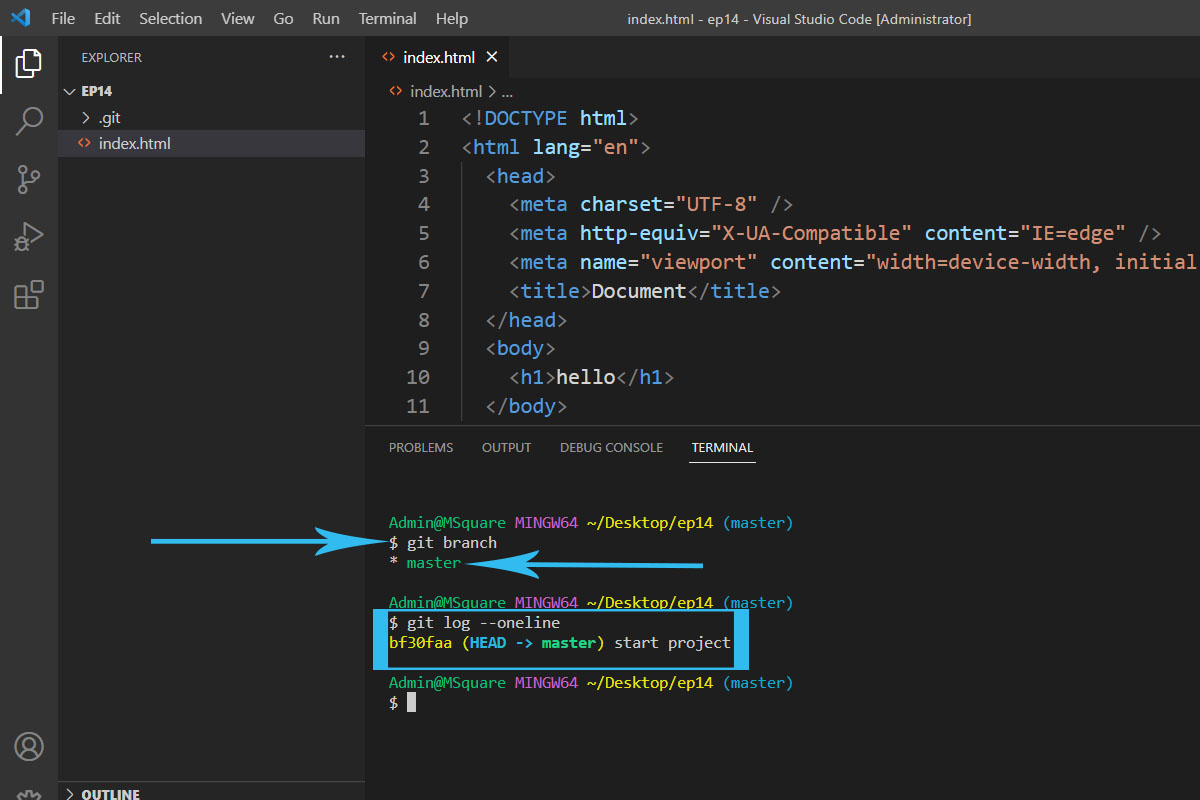 File Edit Selection View Go Run Terminal Help index.html - ep14 - Visual Studio Code [Administrator]
EXPLORER ...
EP14
.git
index.html
index.html
index.html > ...
1 <!DOCTYPE html>
2 <html lang="en">
3 <head>
4 <meta charset="UTF-8" />
5 <meta http-equiv="X-UA-Compatible" content="IE=edge" />
6 <meta name="viewport" content="width=device-width, initial
7 <title>Document</title>
8 </head>
9 <body>
10 <h1>hello</h1>
11 </body>
PROBLEMS OUTPUT DEBUG CONSOLE TERMINAL
Admin@MSquare MINGW64 ~/Desktop/ep14 (master)
$ git branch
* master
Admin@MSquare MINGW64 ~/Desktop/ep14 (master)
$ git log --oneline
bf30faa (HEAD -> master) start project
Admin@MSquare MINGW64 ~/Desktop/ep14 (master)
$
OUTLINE